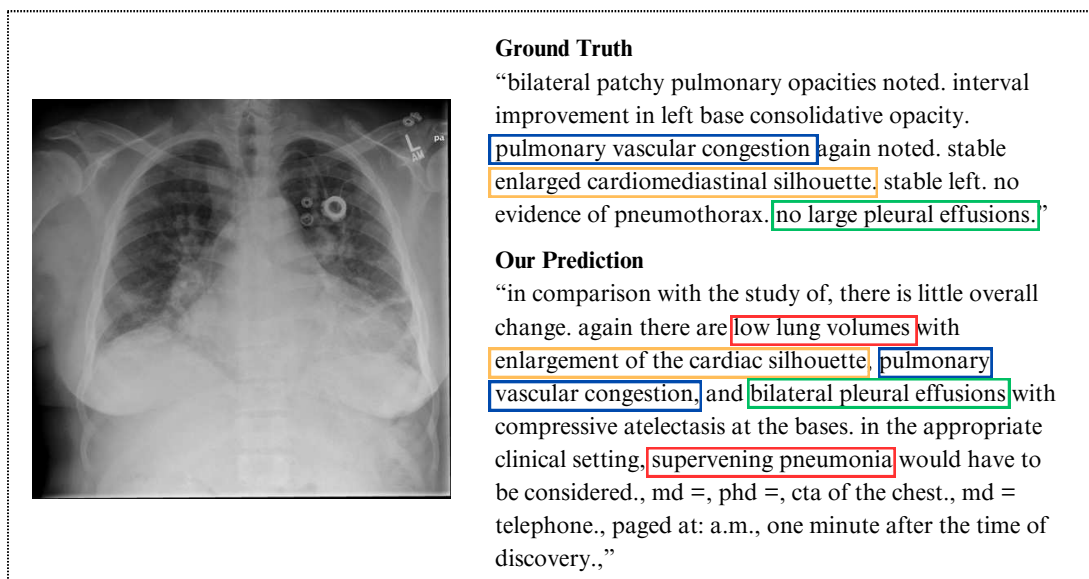 Ground Truth
“bilateral patchy pulmonary opacities noted. interval
improvement in left base consolidative opacity.
pulmonary vascular congestion again noted. stable
enlarged cardiomediastinal silhouette. stable left. no
evidence of pneumothorax. no large pleural effusions.”
Our Prediction
“in comparison with the study of, there is little overall
change. again there are low lung volumes with
enlargement of the cardiac silhouette, pulmonary
vascular congestion, and bilateral pleural effusions with
compressive atelectasis at the bases. in the appropriate
clinical setting, supervening pneumonia would have to
be considered., md =, phd =, cta of the chest., md =
telephone., paged at: a.m., one minute after the time of
discovery.,”
pa
L